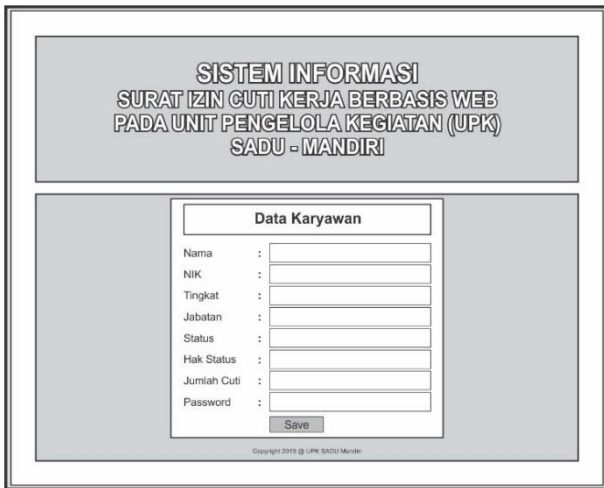 SISTEM INFORMASI
SURAT IZIN CUTI KERJA BERBASIS WEB
PADA UNIT PENGELOLA KEGIATAN (UPK)
SADU - MANDIRI
Data Karyawan
Nama :
NIK :
Tingkat :
Jabatan :
Status :
Hak Status :
Jumlah Cuti :
Password :
Save
Copyright 2019 @ UPK SADU Mandiri